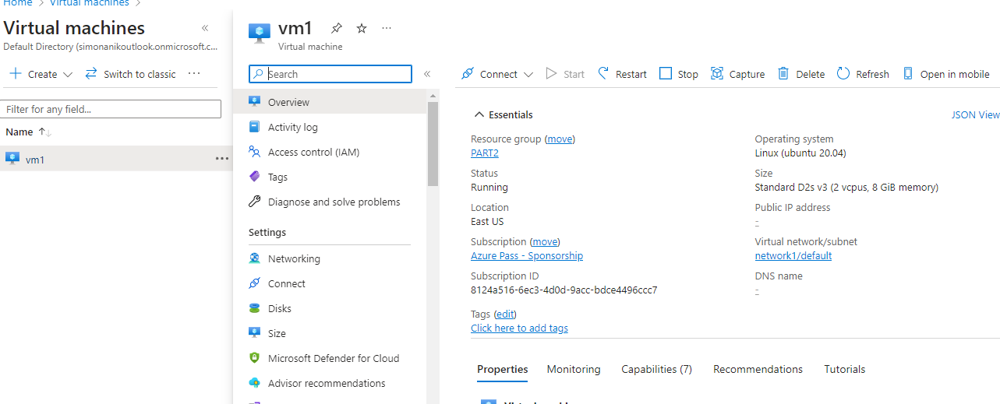 Home > Virtual machines >
Virtual machines «
Default Directory (simonanikoutlook.onmicrosoft.c...
+ Create Switch to classic ...
Filter for any field...
Name ↑↓
vm1 ...
vm1 ...
Virtual machine
Search «
Overview
Activity log
Access control (IAM)
Tags
Diagnose and solve problems
Settings
Networking
Connect
Disks
Size
Microsoft Defender for Cloud
Advisor recommendations
Connect Start Restart Stop Capture Delete Refresh Open in mobile
Essentials JSON View
Resource group (move)
PART2
Status
Running
Location
East US
Subscription (move)
Azure Pass - Sponsorship
Subscription ID
8124a516-6ec3-4d0d-9acc-bdce4496ccc7
Tags (edit)
Click here to add tags
Operating system
Linux (ubuntu 20.04)
Size
Standard D2s v3 (2 vcpus, 8 GiB memory)
Public IP address
-
Virtual network/subnet
network1/default
DNS name
-
Properties Monitoring Capabilities (7) Recommendations Tutorials